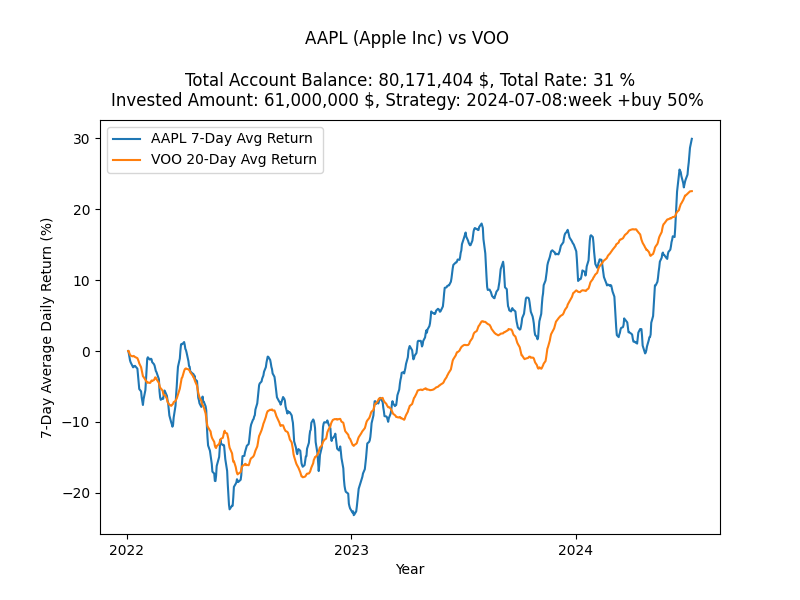 AAPL (Apple Inc) vs VOO
Total Account Balance: 80,171,404 $, Total Rate: 31 %
Invested Amount: 61,000,000 $, Strategy: 2024-07-08:week +buy 50%
AAPL 7-Day Avg Return
VOO 20-Day Avg Return
7-Day Average Daily Return (%)
30
20
10
0
−10
−20
2022
2023
2024
Year